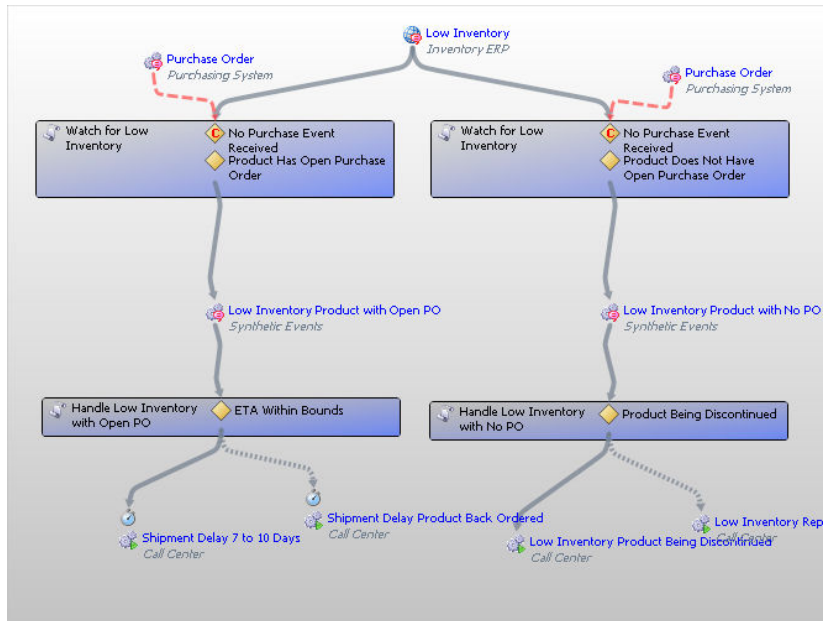 Low Inventory
Inventory ERP
Purchase Order
Purchasing System
Purchase Order
Purchasing System
Watch for Low
Inventory
C
No Purchase Event
Received
Product Has Open Purchase
Order
Watch for Low
Inventory
C
No Purchase Event
Received
Product Does Not Have
Open Purchase Order
Low Inventory Product with Open PO
Synthetic Events
Low Inventory Product with No PO
Synthetic Events
Handle Low Inventory
with Open PO
ETA Within Bounds
Handle Low Inventory
with No PO
Product Being Discontinued
Shipment Delay 7 to 10 Days
Call Center
Shipment Delay Product Back Ordered
Call Center
Low Inventory Product Being Discontinued
Call Center
Low Inventory Rep
Call Center